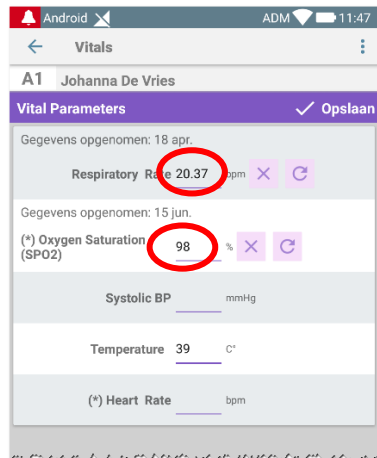 Android ADM 11:47
Vitals
A1 Johanna De Vries
Vital Parameters Opslaan
Gegevens opgenomen: 18 apr.
Respiratory Rate 20.37 bpm
Gegevens opgenomen: 15 jun.
(*) Oxygen Saturation
(SPO2) 98 %
Systolic BP mmHg
Temperature 39 C°
(*) Heart Rate bpm